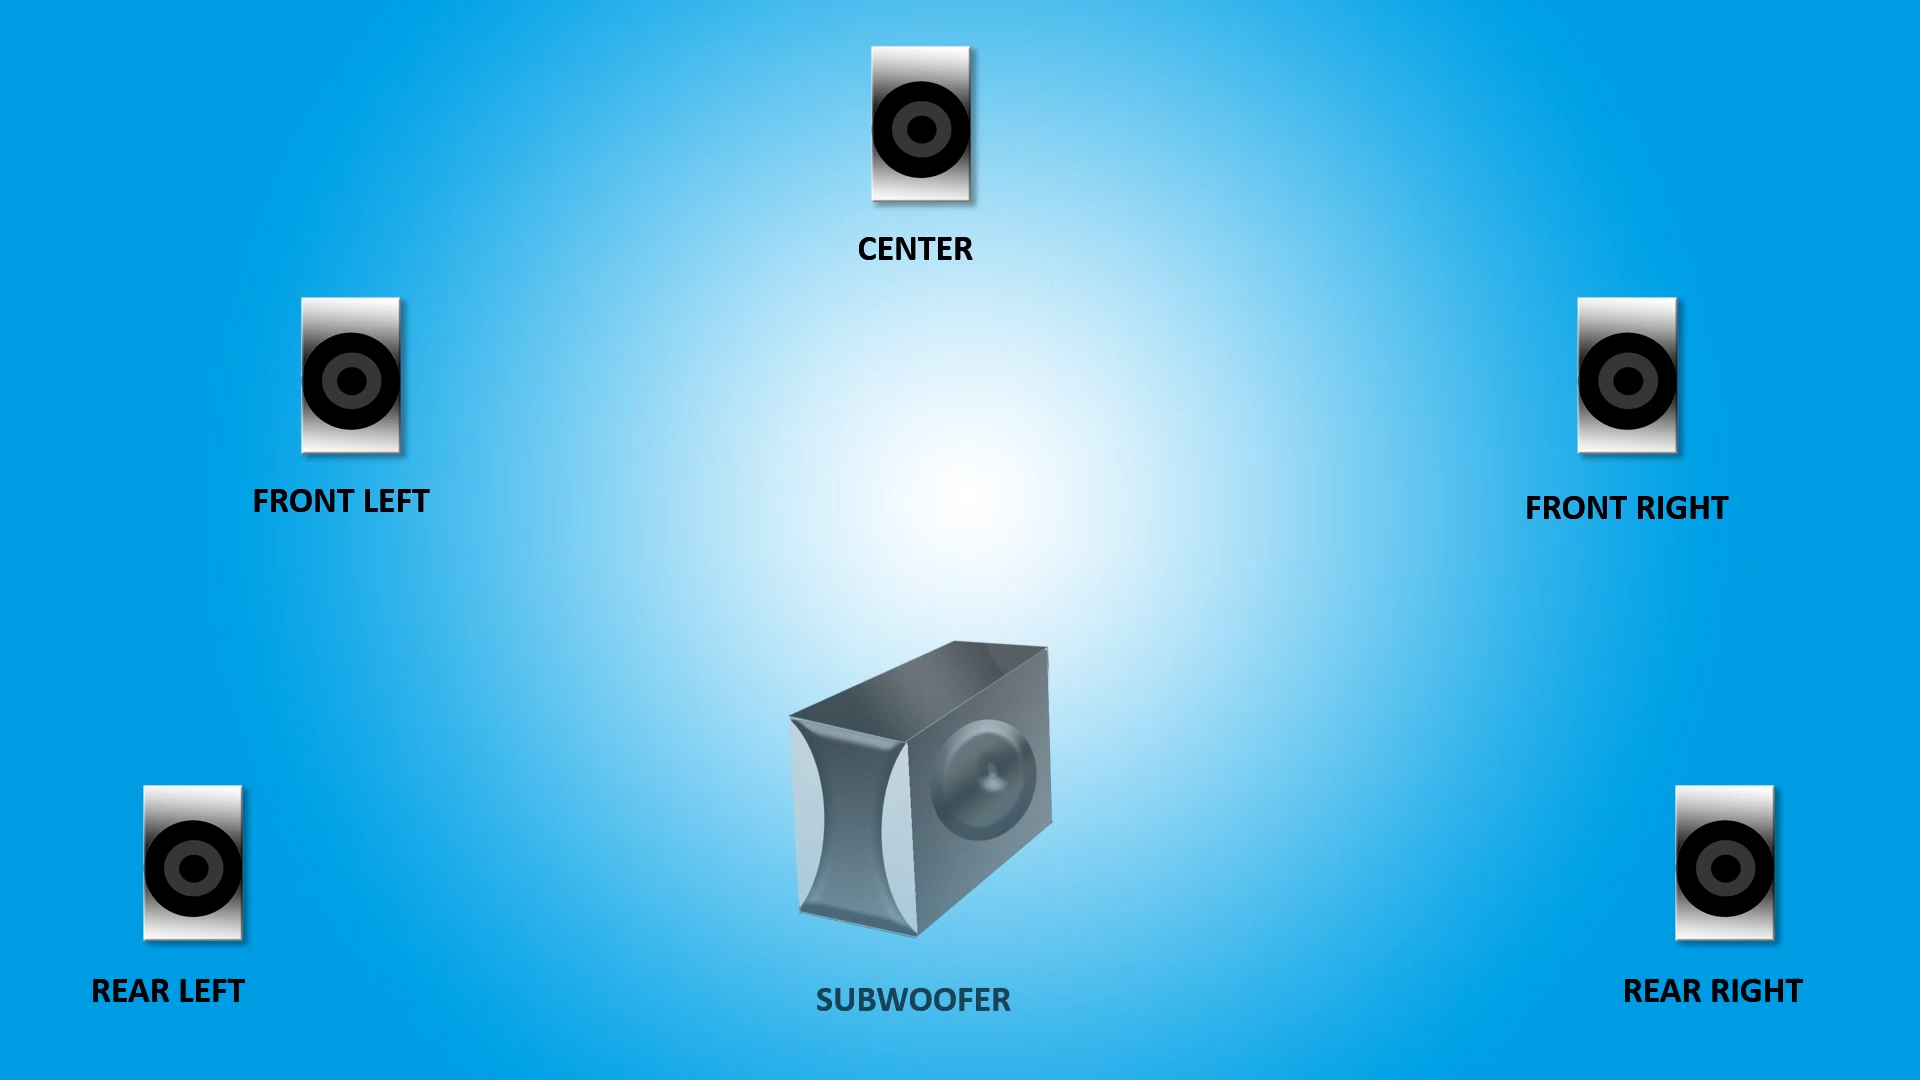 CENTER
FRONT LEFT
FRONT RIGHT
REAR LEFT
SUBWOOFER
REAR RIGHT